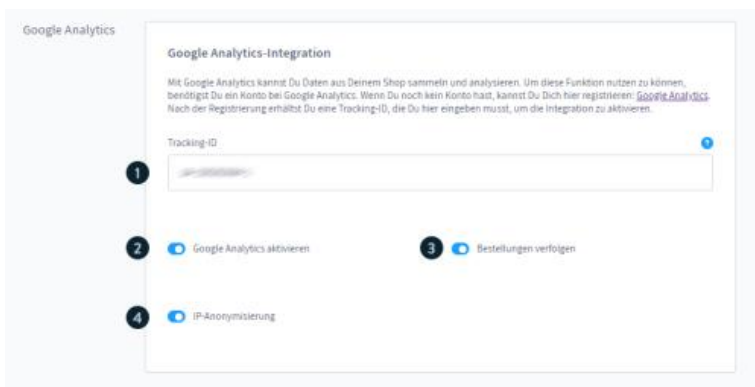 Google Analytics
Google Analytics-Integration
Mit Google Analytics kannst Du Daten aus Deinem Shop sammeln und analysieren. Um diese Funktion nutzen zu können,
benötigst Du ein Konto bei Google Analytics. Wenn Du noch kein Konto hast, kannst Du Dich hier registrieren: Google Analytics.
Nach der Registrierung erhältst Du eine Tracking-ID, die Du hier eingeben musst, um die Integration zu aktivieren.
Tracking-ID ?
1
2 Google Analytics aktivieren 3 Bestellungen verfolgen
4 IP-Anonymisierung